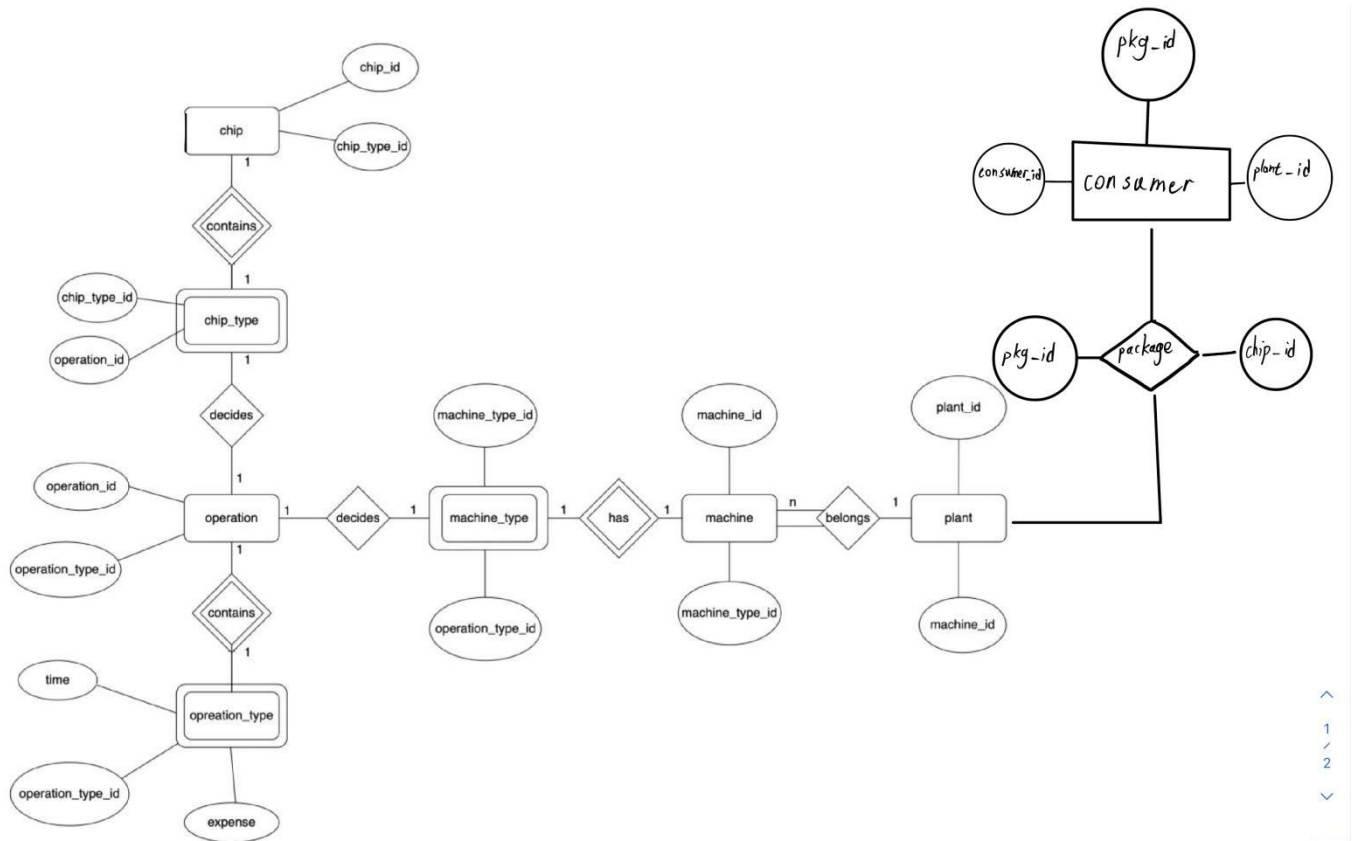 pkg_id
chip_id
chip
chip_type_id
consumer_id
consumer
plant_id
1
contains
1
chip_type_id
chip_type
operation_id
1
pkg_id
package
chip_id
decides
machine_type_id
machine_id
plant_id
1
operation_id
operation
1
decides
1
machine_type
1
has
1
machine
n
belongs
1
plant
operation_type_id
1
contains
operation_type_id
machine_type_id
machine_id
1
time
opreation_type
operation_type_id
expense
1
/
2